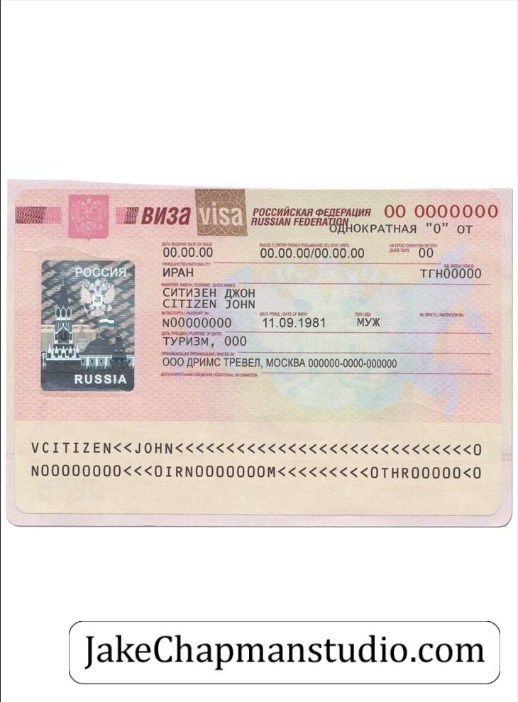 ВИЗА visa РОССИЙСКАЯ ФЕДЕРАЦИЯ 00 0000000
RUSSIAN FEDERATION
ОДНОКРАТНАЯ "0" ОТ
00.00.00 00.00.00/00.00.00 00
ИРАН ТГН00000
СИТИЗЕН ДЖОН
CITIZEN JOHN
N00000000 11.09.1981 МУЖ
ТУРИЗМ, 000
ООО ДРИМС ТРЕВЕЛ, МОСКВА 000000-0000-000000
РОССИЯ
RUSSIA
VCITIZEN<<JOHN<<<<<<<<<<<<<<<<<<<<<<<<<<<<<0
N00000000<<<0IRN0000000M<<<<<<<<<0THR00000<0
JakeChapmanstudio.com